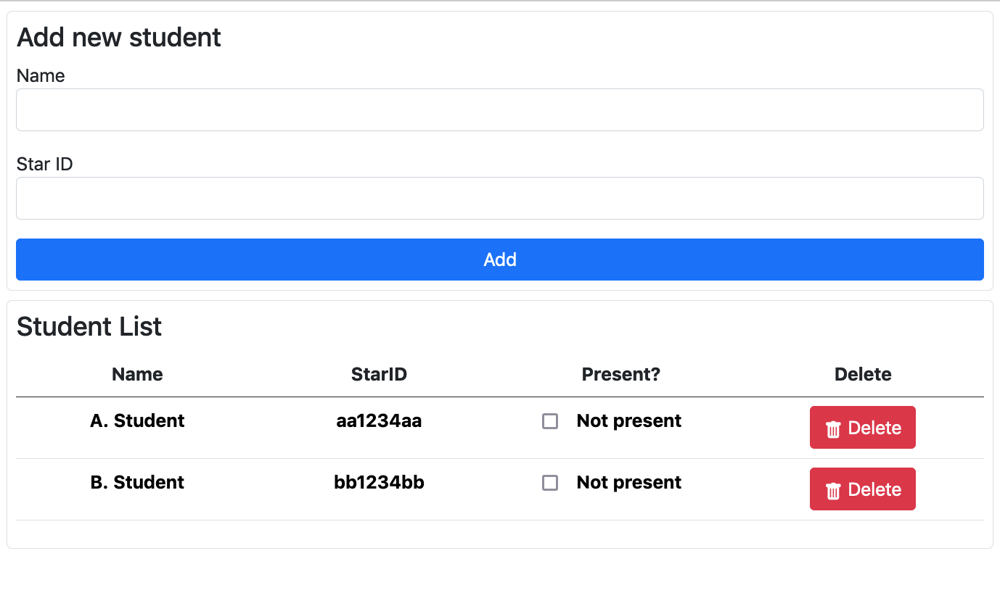 Add new student
Name
Star ID
Add
Student List
Name StarID Present? Delete
A. Student aa1234aa Not present Delete
B. Student bb1234bb Not present Delete